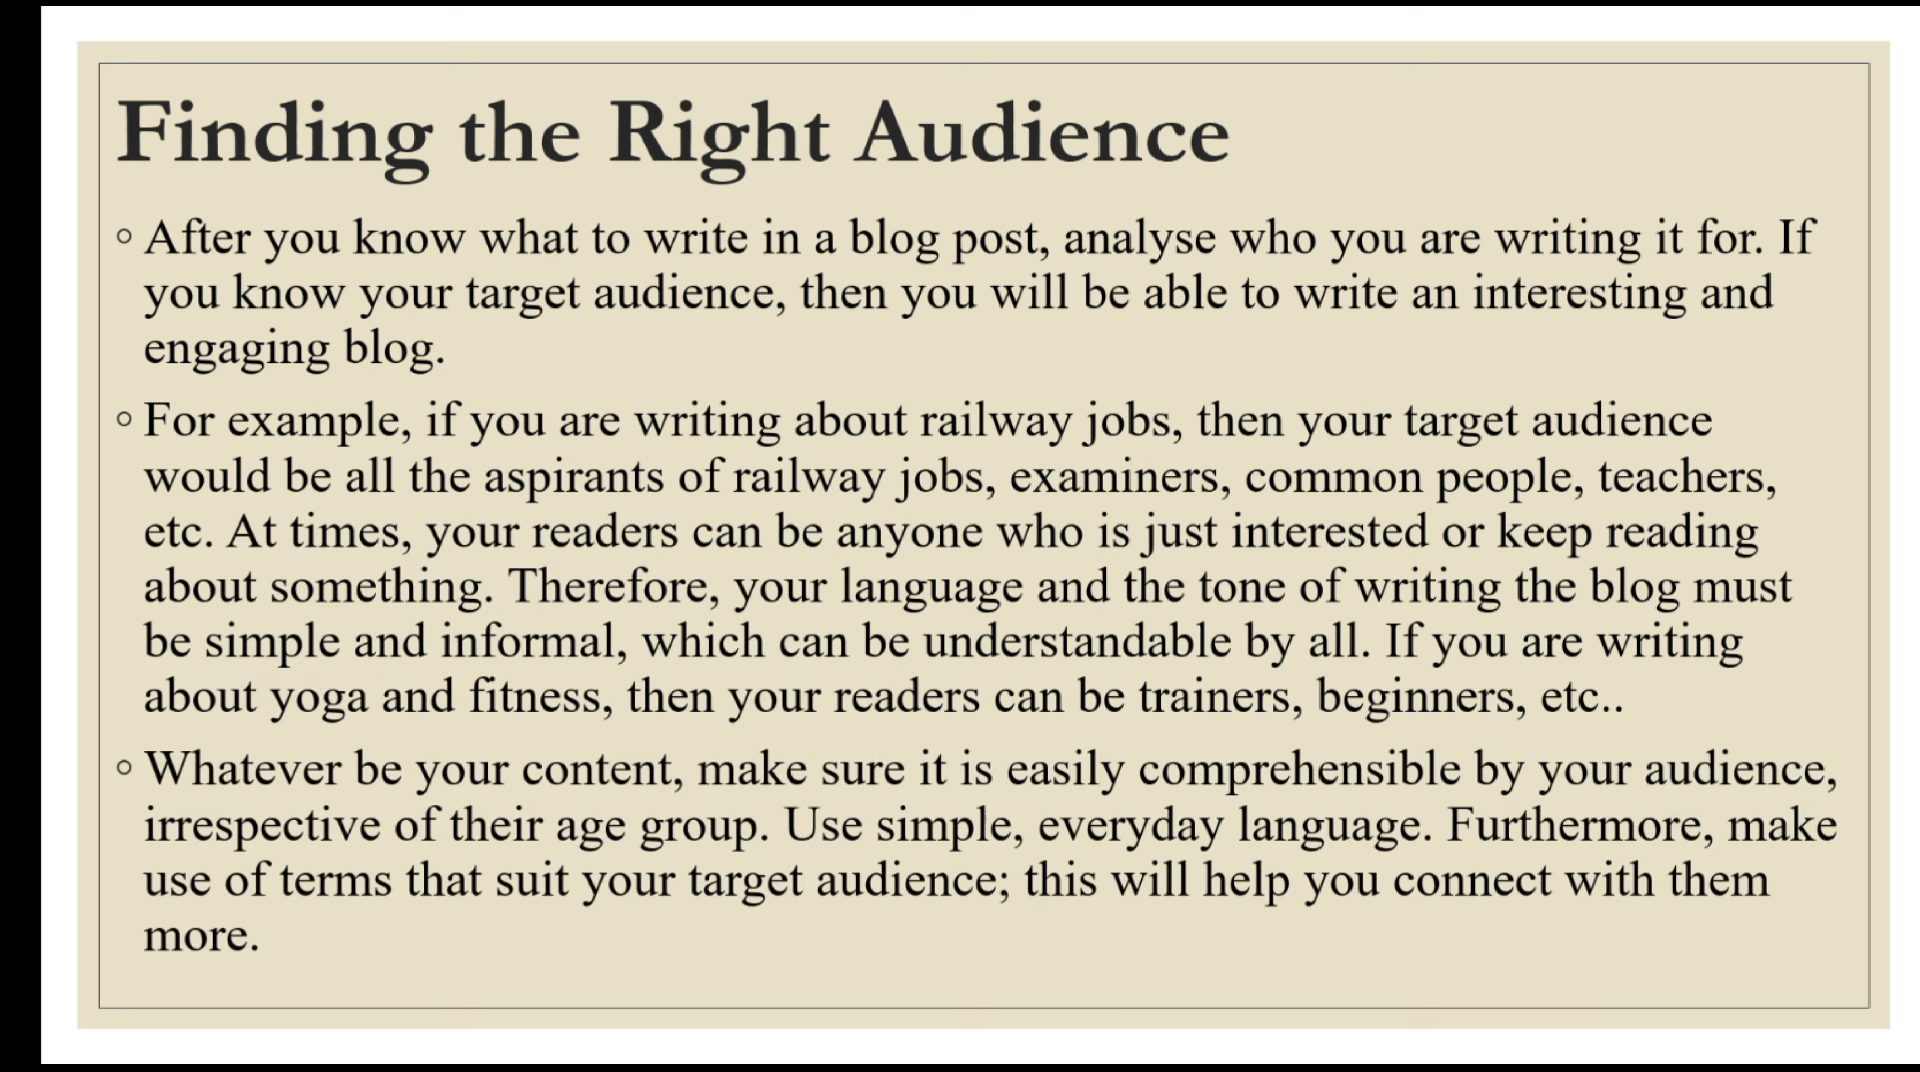 Finding the Right Audience
◦ After you know what to write in a blog post, analyse who you are writing it for. If
you know your target audience, then you will be able to write an interesting and
engaging blog.
◦ For example, if you are writing about railway jobs, then your target audience
would be all the aspirants of railway jobs, examiners, common people, teachers,
etc. At times, your readers can be anyone who is just interested or keep reading
about something. Therefore, your language and the tone of writing the blog must
be simple and informal, which can be understandable by all. If you are writing
about yoga and fitness, then your readers can be trainers, beginners, etc..
◦ Whatever be your content, make sure it is easily comprehensible by your audience,
irrespective of their age group. Use simple, everyday language. Furthermore, make
use of terms that suit your target audience; this will help you connect with them
more.